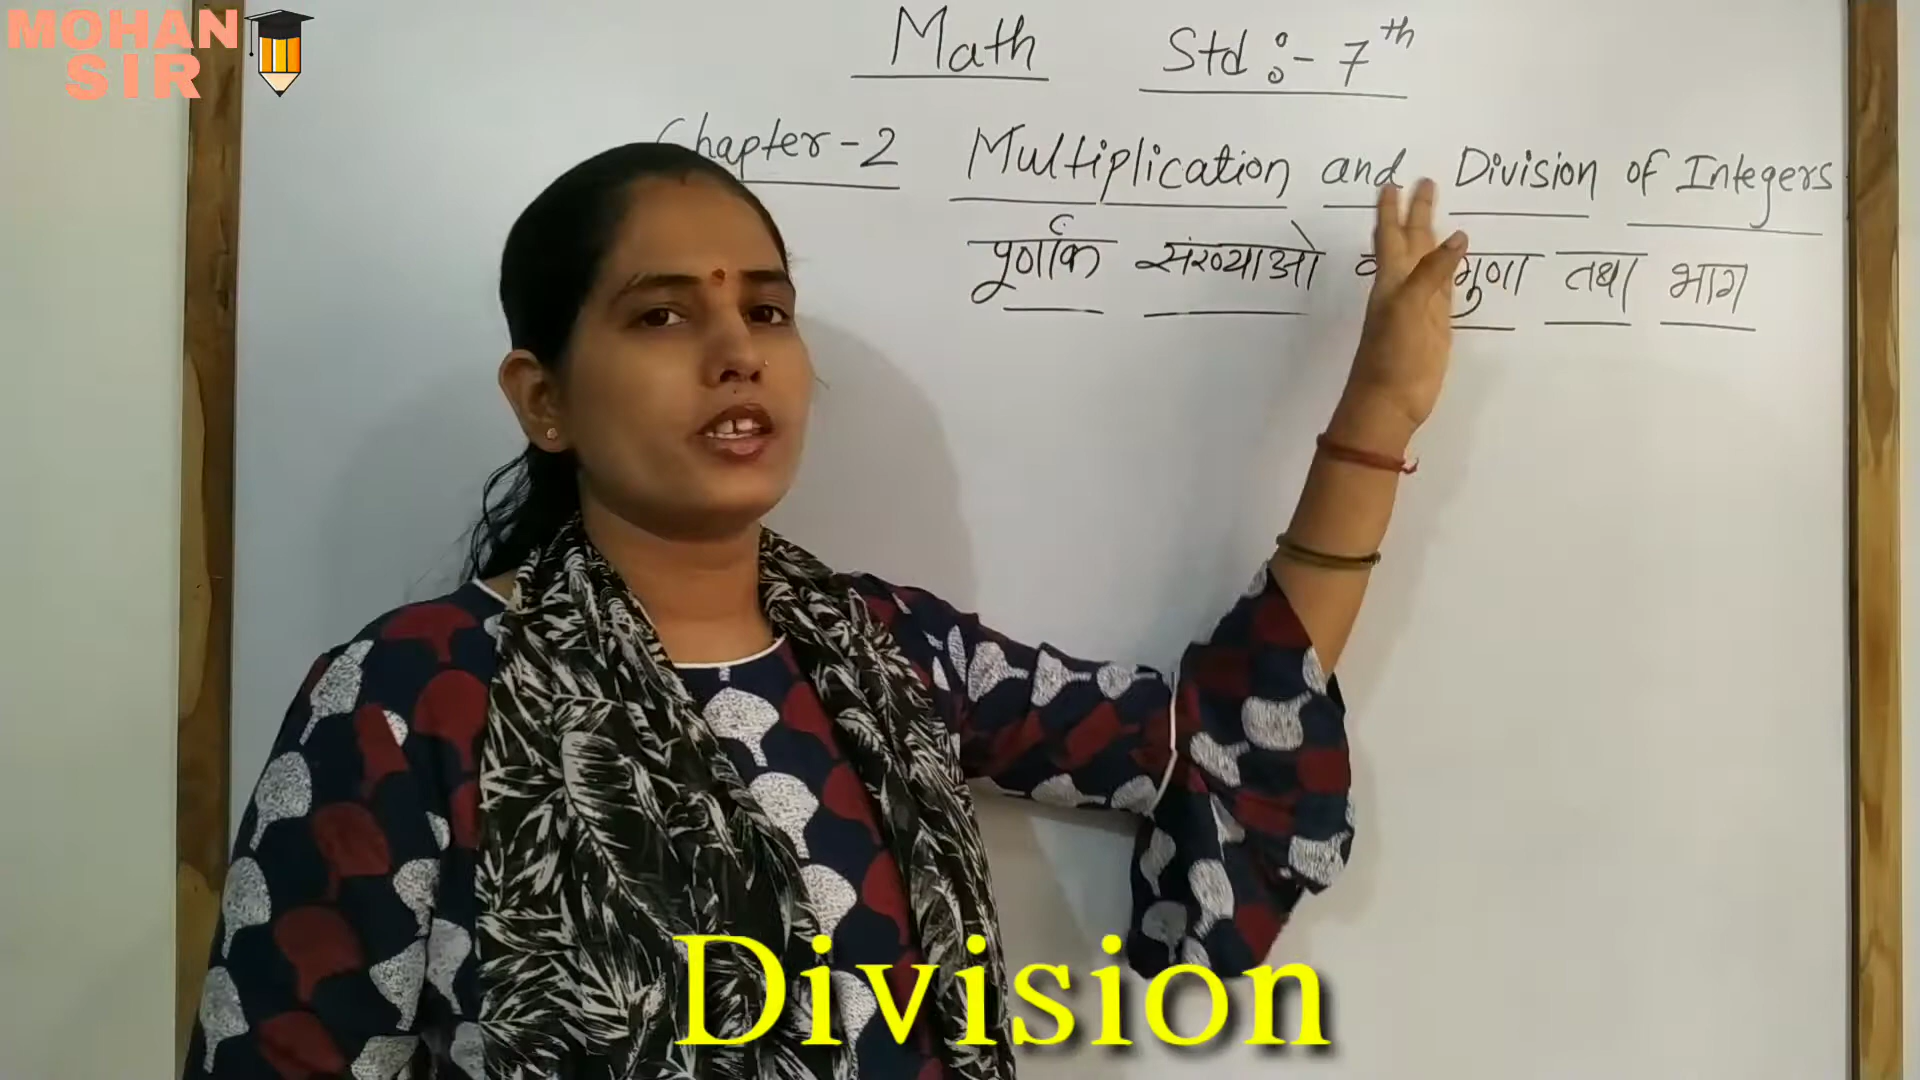 MOHAN
SIR
Math Std :- 7th
Chapter-2 Multiplication and Division of Integers
पूर्णांक संख्याओ गुणा तथा भाग
Division